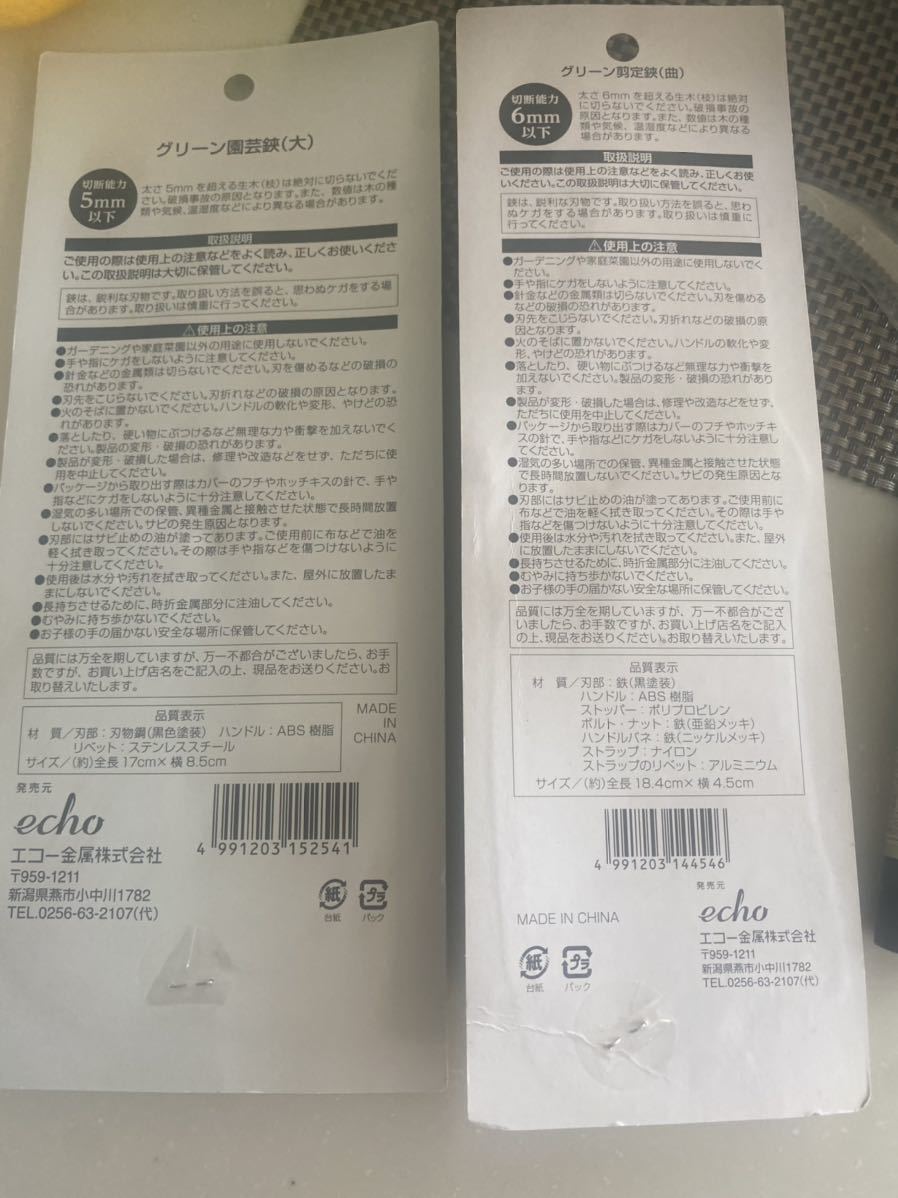 グリーン園芸鋏(大)
切断能力
5mm
以下
太さ5mmを超える生木(枝)は絶対に切らないでくだ
さい。破損事故の原因となります。また、数値は木の種
類や気候、温湿度などにより異なる場合があります。
取扱説明
ご使用の際は使用上の注意などをよく読み、正しくお使いくださ
い。この取扱説明は大切に保管してください。
鋏は、鋭利な刃物です。取り扱い方法を誤ると、思わぬケガをする場
合があります。取り扱いは慎重に行ってください。
⚠使用上の注意
●ガーデニングや家庭菜園以外の用途に使用しないでください。
●手や指にケガをしないように注意してください。
●針金などの金属類は切らないでください。刃を傷めるなどの破損の
恐れがあります。
●刃先をこじらないでください。刃折れなどの破損の原因となります。
●火のそばに置かないでください。ハンドルの軟化や変形、やけどの恐
れがあります。
●落としたり、硬い物にぶつけるなど無理な力や衝撃を加えないでく
ださい。製品の変形・破損の恐れがあります。
●製品が変形・破損した場合は、修理や改造などをせず、ただちに使
用を中止してください。
●パッケージから取り出す際はカバーのフチやホッチキスの針で、手や
指などにケガをしないように十分注意してください。
●湿気の多い場所での保管、異種金属と接触させた状態で長時間放置
しないでください。サビの発生原因となります。
●刃部にはサビ止めの油が塗ってあります。ご使用前に布などで油を
軽く拭き取ってください。その際は手や指などを傷つけないように
十分注意してください。
●使用後は水分や汚れを拭き取ってください。また、屋外に放置したま
まにしないでください。
●長持ちさせるために、時折金属部分に注油してください。
●むやみに持ち歩かないでください。
●お子様の手の届かない安全な場所に保管してください。
品質には万全を期していますが、万一不都合がございましたら、お手
数ですが、お買い上げ店名をご記入の上、現品をお送りください。お
取り替えいたします。
品質表示
材 質/刃部:刃物鋼(黒色塗装) ハンドル:ABS樹脂
リベット:ステンレススチール
サイズ/(約)全長17cm×横8.5cm
MADE
IN
CHINA
発売元
echo
エコー金属株式会社
〒959-1211
新潟県燕市小中川1782
TEL.0256-63-2107(代)
4 991203 152541
紙
台紙
プラ
パック
グリーン剪定鋏(曲)
切断能力
6mm
以下
太さ6mmを超える生木(枝)は絶対
に切らないでください。破損事故の
原因となります。また、数値は木の種
類や気候、温湿度などにより異なる
場合があります。
取扱説明
ご使用の際は使用上の注意などをよく読み、正しくお使
いください。この取扱説明は大切に保管してください。
鋏は、鋭利な刃物です。取り扱い方法を誤ると、思わ
ぬケガをする場合があります。取り扱いは慎重に
行ってください。
⚠使用上の注意
●ガーデニングや家庭菜園以外の用途に使用しないでく
ださい。
●手や指にケガをしないように注意してください。
●針金などの金属類は切らないでください。刃を傷める
などの破損の恐れがあります。
●刃先をこじらないでください。刃折れなどの破損の原
因となります。
●火のそばに置かないでください。ハンドルの軟化や変
形、やけどの恐れがあります。
●落としたり、硬い物にぶつけるなど無理な力や衝撃を
加えないでください。製品の変形・破損の恐れがあり
ます。
●製品が変形・破損した場合は、修理や改造などをせず、
ただちに使用を中止してください。
●パッケージから取り出す際はカバーのフチやホッチキ
スの針で、手や指などにケガをしないように十分注意し
てください。
●湿気の多い場所での保管、異種金属と接触させた状態
で長時間放置しないでください。サビの発生原因とな
ります。
●刃部にはサビ止めの油が塗ってあります。ご使用前に
布などで油を軽く拭き取ってください。その際は手や
指などを傷つけないように十分注意してください。
●使用後は水分や汚れを拭き取ってください。また、屋外
に放置したままにしないでください。
●長持ちさせるために、時折金属部分に注油してください。
●むやみに持ち歩かないでください。
●お子様の手の届かない安全な場所に保管してください。
品質には万全を期していますが、万一不都合がござ
いましたら、お手数ですが、お買い上げ店名をご記入
の上、現品をお送りください。お取り替えいたします。
品質表示
材 質/刃部:鉄(黒塗装)
ハンドル:ABS樹脂
ストッパー:ポリプロピレン
ボルト・ナット:鉄(亜鉛メッキ)
ハンドルバネ:鉄(ニッケルメッキ)
ストラップ:ナイロン
ストラップのリベット:アルミニウム
サイズ/(約)全長18.4cm×横4.5cm
4 991203 144546
MADE IN CHINA
紙
台紙
プラ
パック
発売元
echo
エコー金属株式会社
〒959-1211
新潟県燕市小中川1782
TEL.0256-63-2107(代)